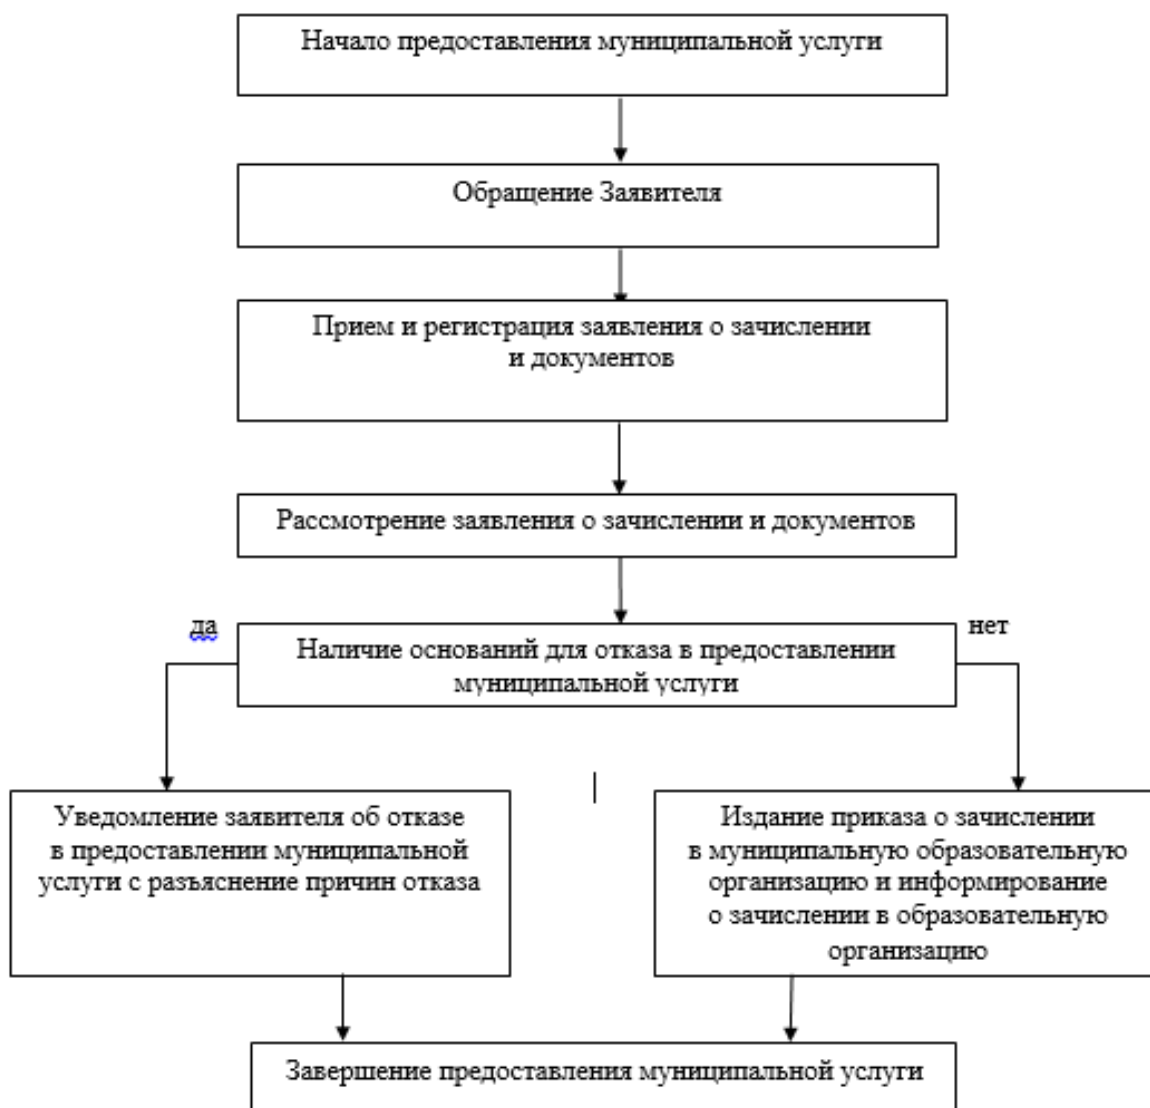 Начало предоставления муниципальной услуги
Обращение Заявителя
Прием и регистрация заявления о зачислении
и документов
Рассмотрение заявления о зачислении и документов
да
нет
Наличие оснований для отказа в предоставлении
муниципальной услуги
Уведомление заявителя об отказе
в предоставлении муниципальной
услуги с разъяснение причин отказа
Издание приказа о зачислении
в муниципальную образовательную
организацию и информирование
о зачислении в образовательную
организацию
Завершение предоставления муниципальной услуги